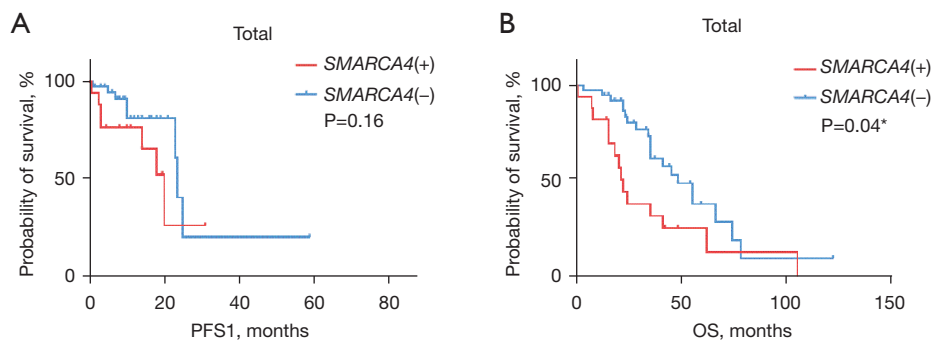 A
Total
SMARCA4(+)
SMARCA4(−)
P=0.16
Probability of survival, %
100
50
0
0 20 40 60 80
PFS1, months
B
Total
SMARCA4(+)
SMARCA4(−)
P=0.04*
Probability of survival, %
100
50
0
0 50 100 150
OS, months